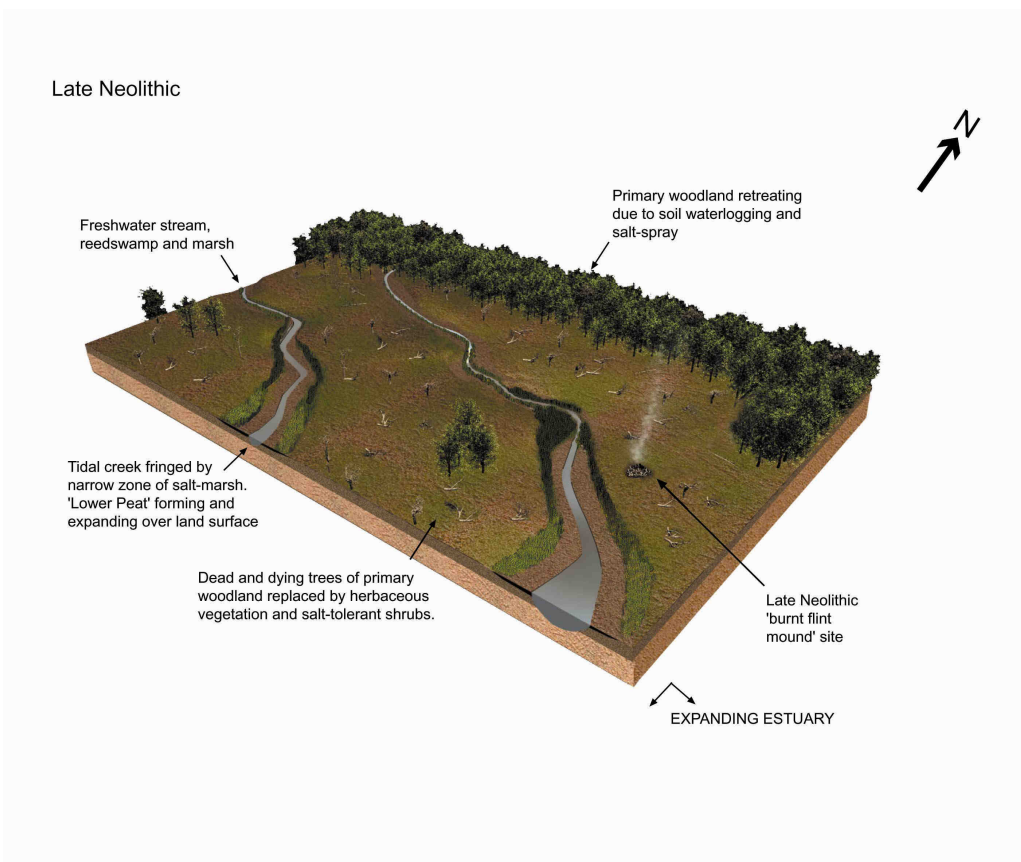 Late Neolithic
N
Primary woodland retreating
due to soil waterlogging and
salt-spray
Freshwater stream,
reedswamp and marsh
Tidal creek fringed by
narrow zone of salt-marsh.
'Lower Peat' forming and
expanding over land surface
Dead and dying trees of primary
woodland replaced by herbaceous
vegetation and salt-tolerant shrubs.
Late Neolithic
'burnt flint
mound' site
EXPANDING ESTUARY